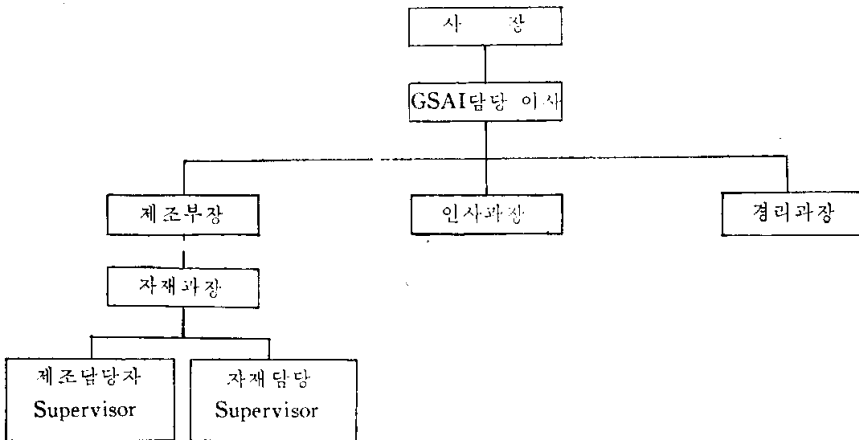 사 장
GSAI담당 이사
제조부장
인사과장
경리과장
자재과장
제조담당자
Supervisor
자재담당
Supervisor